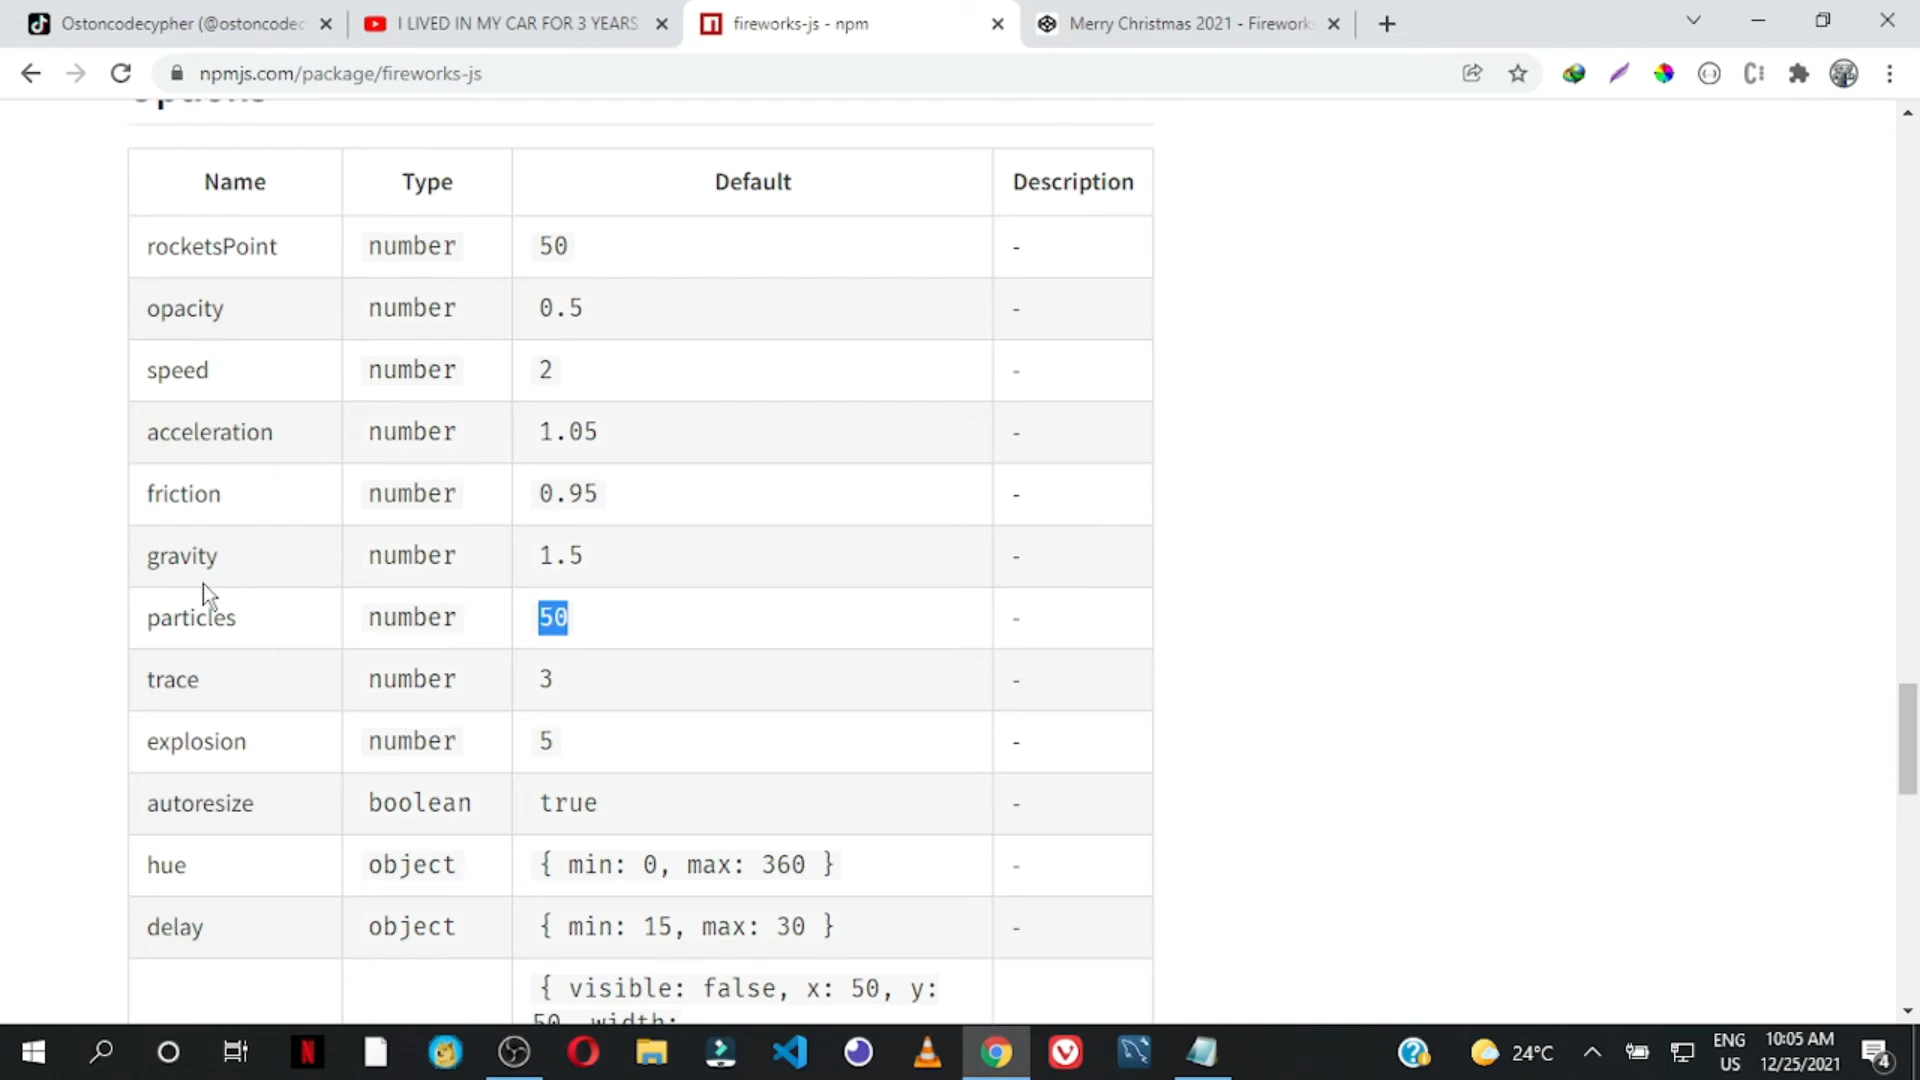 Ostoncodecypher (@ostoncodec
I LIVED IN MY CAR FOR 3 YEARS
fireworks-js - npm
Merry Christmas 2021 - Firework
npmjs.com/package/fireworks-js
Options
Name Type Default Description
rocketsPoint number 50 -
opacity number 0.5 -
speed number 2 -
acceleration number 1.05 -
friction number 0.95 -
gravity number 1.5 -
particles number 50 -
trace number 3 -
explosion number 5 -
autoresize boolean true -
hue object { min: 0, max: 360 } -
delay object { min: 15, max: 30 } -
{ visible: false, x: 50, y:
50, width:
24°C
ENG
US
10:05 AM
12/25/2021
4